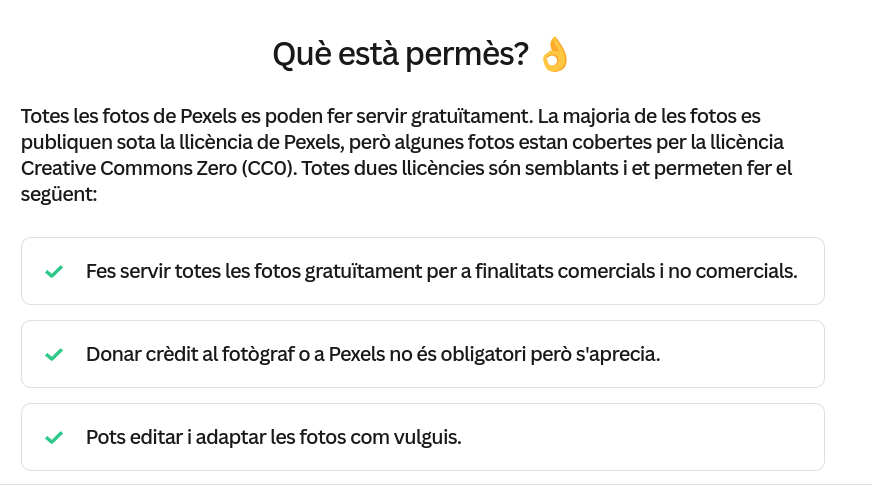 Què està permès? 👌
Totes les fotos de Pexels es poden fer servir gratuïtament. La majoria de les fotos es
publiquen sota la llicència de Pexels, però algunes fotos estan cobertes per la llicència
Creative Commons Zero (CC0). Totes dues llicències són semblants i et permeten fer el
següent:
Fes servir totes les fotos gratuïtament per a finalitats comercials i no comercials.
Donar crèdit al fotògraf o a Pexels no és obligatori però s'aprecia.
Pots editar i adaptar les fotos com vulguis.